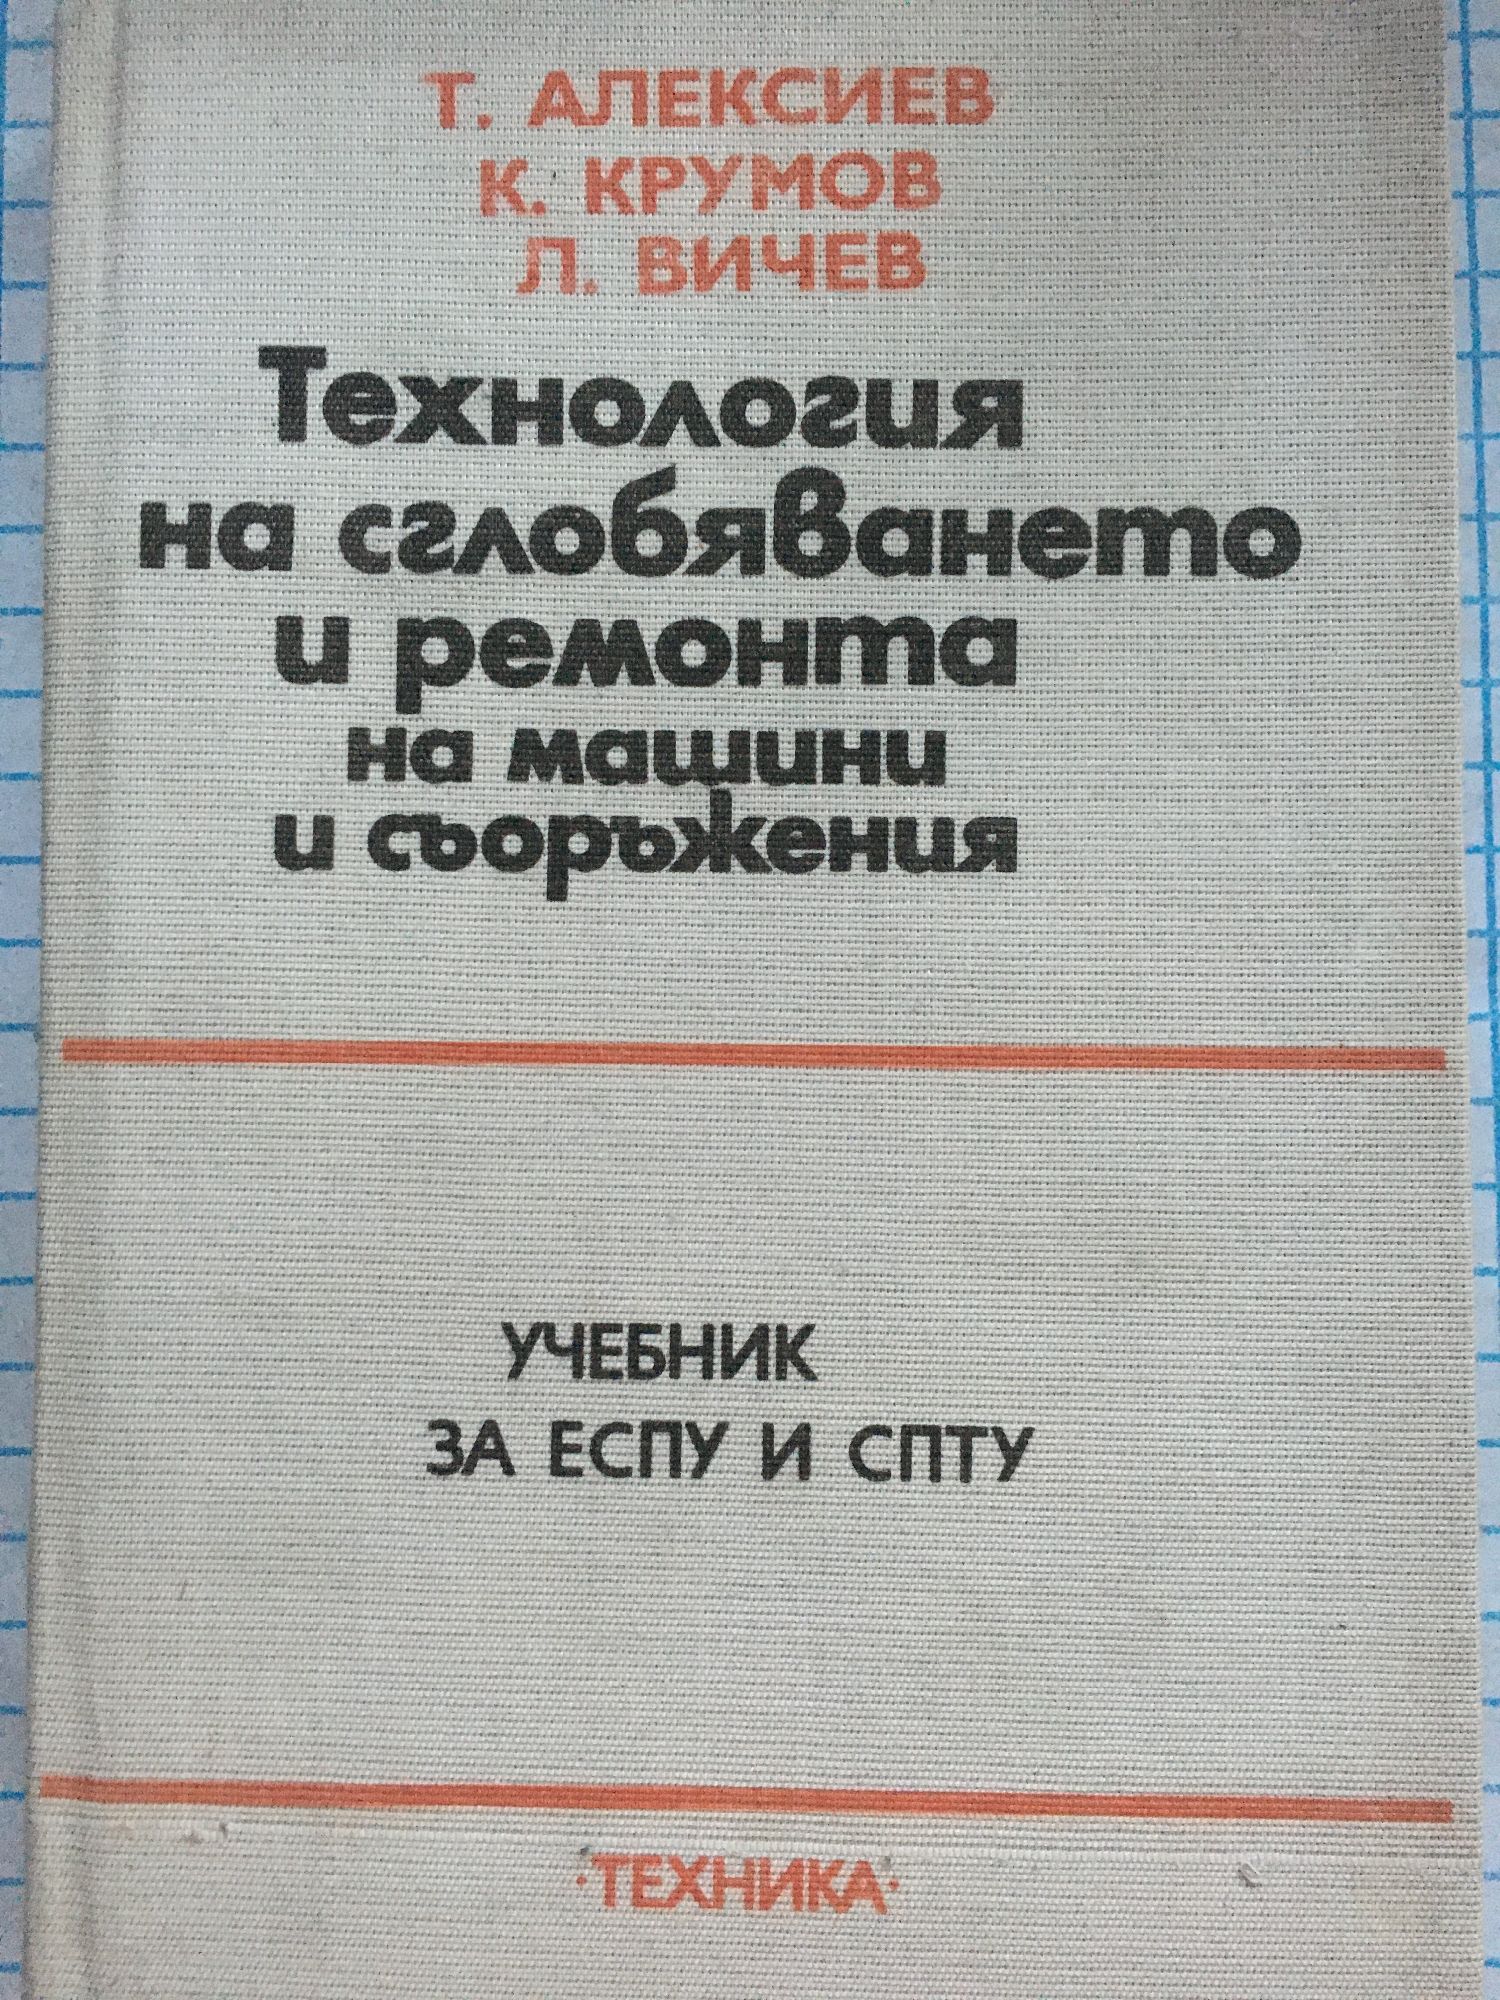 Т. АЛЕКСИЕВ
К. КРУМОВ
Л. ВИЧЕВ
Технология
на сглобяването
и ремонта
на машини
и съоръжения
УЧЕБНИК
ЗА ЕСПУ И СПТУ
·ТЕХНИКА·